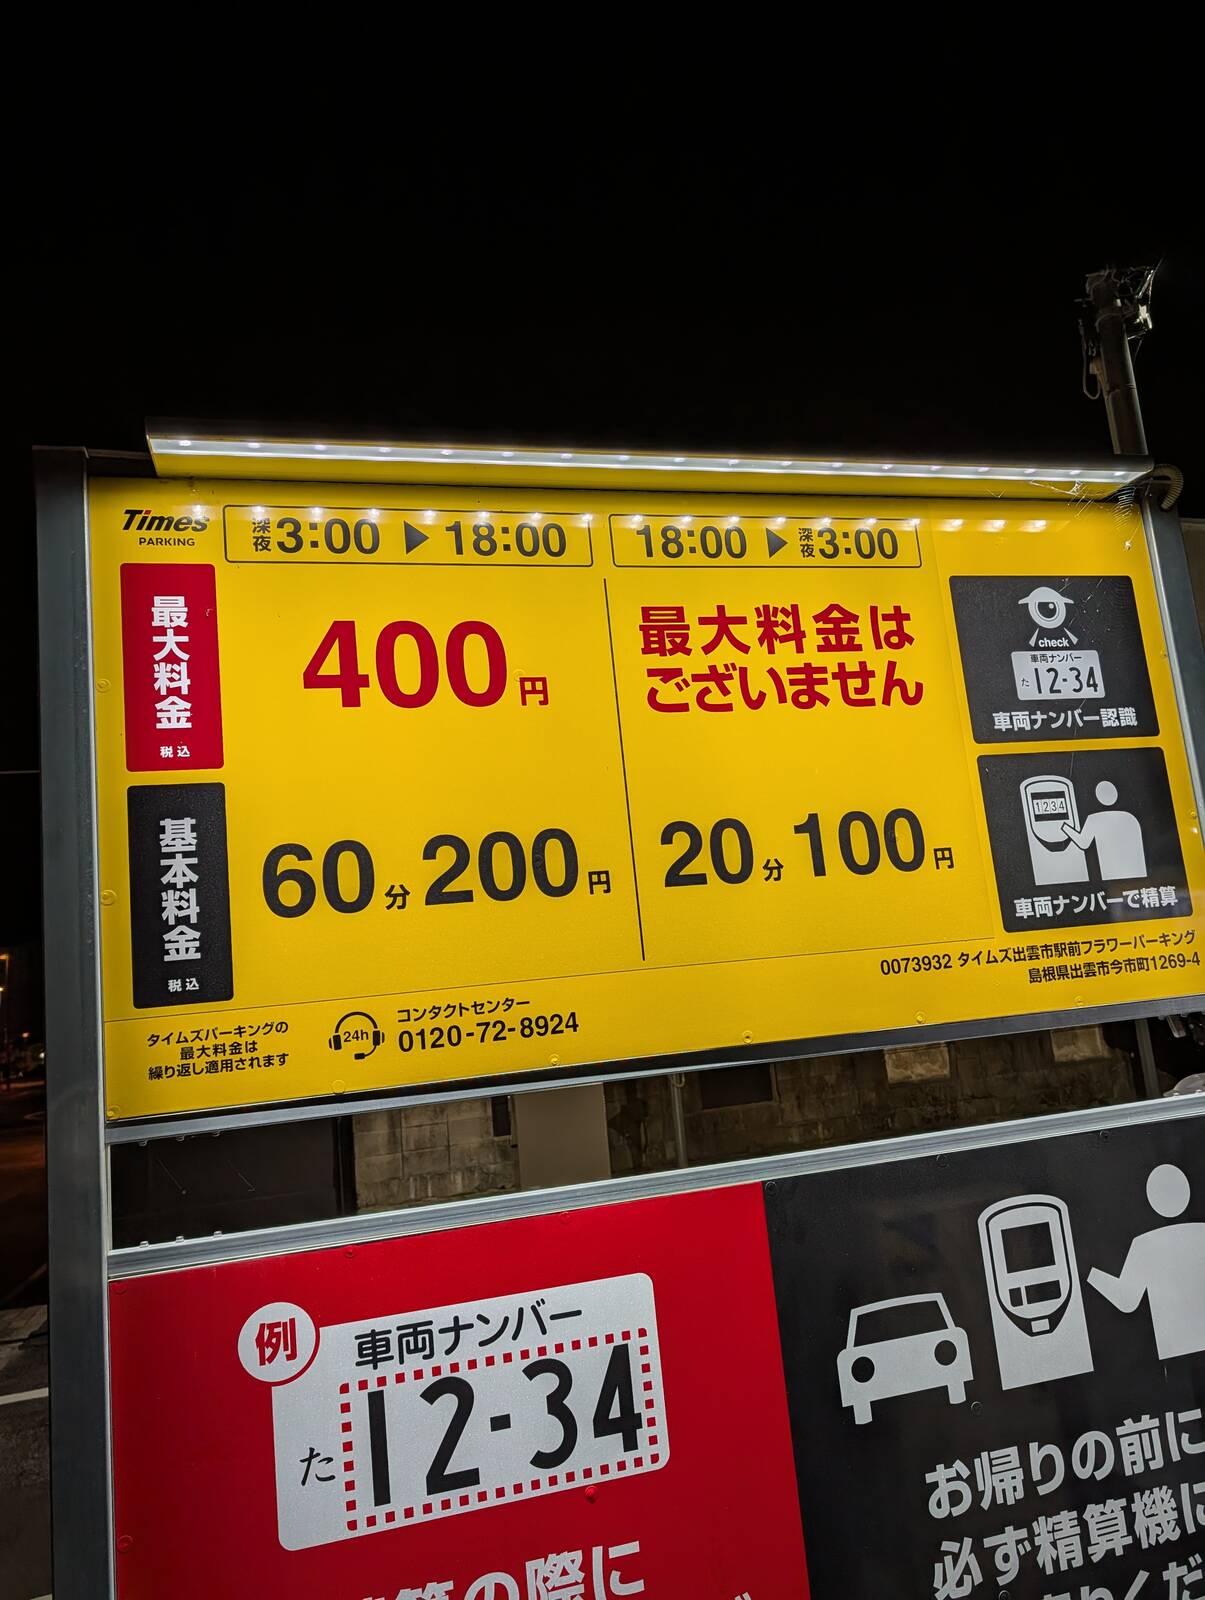 Times
PARKING
深夜3:00 ▶ 18:00
18:00 ▶ 深夜3:00
最大料金
税込
400円
最大料金は
ございません
基本料金
税込
60分 200円
20分 100円
check
車両ナンバー
た 12-34
車両ナンバー認識
1234
車両ナンバーで精算
0073932 タイムズ出雲市駅前フラワーパーキング
島根県出雲市今市町1269-4
タイムズパーキングの
最大料金は
繰り返し適用されます
24h
コンタクトセンター
0120-72-8924
例
車両ナンバー
た 12-34
の際に
お帰りの前に
必ず精算機に